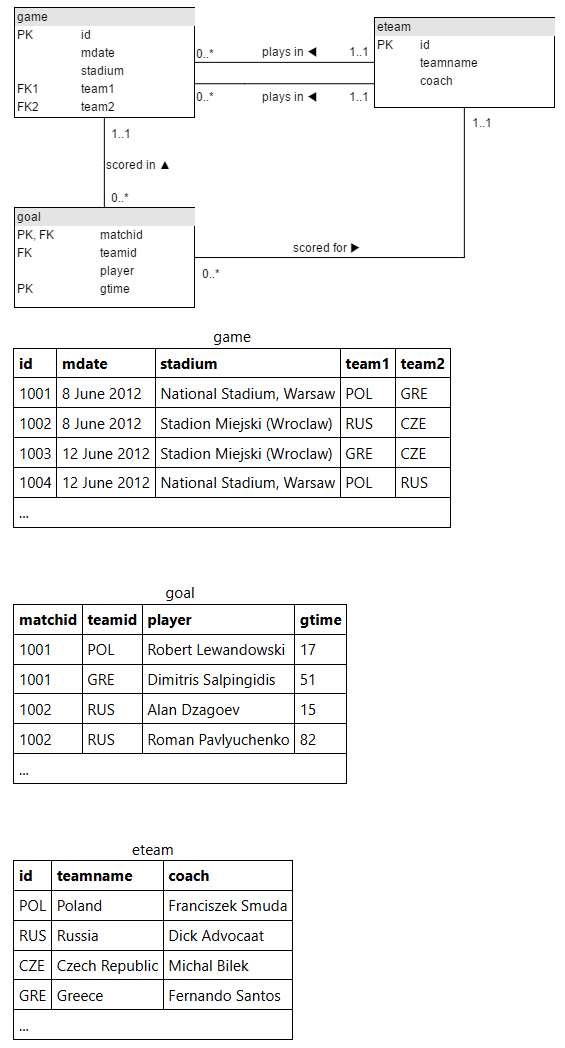 game
PK id
mdate
stadium
FK1 team1
FK2 team2
eteam
PK id
teamname
coach
0..* plays in ◀ 1..1
0..* plays in ◀ 1..1
1..1
1..1
scored in ▲
0..*
goal
PK, FK matchid
FK teamid
player
PK gtime
scored for ▶
0..*
game
id mdate stadium team1 team2
1001 8 June 2012 National Stadium, Warsaw POL GRE
1002 8 June 2012 Stadion Miejski (Wroclaw) RUS CZE
1003 12 June 2012 Stadion Miejski (Wroclaw) GRE CZE
1004 12 June 2012 National Stadium, Warsaw POL RUS
...
goal
matchid teamid player gtime
1001 POL Robert Lewandowski 17
1001 GRE Dimitris Salpingidis 51
1002 RUS Alan Dzagoev 15
1002 RUS Roman Pavlyuchenko 82
...
eteam
id teamname coach
POL Poland Franciszek Smuda
RUS Russia Dick Advocaat
CZE Czech Republic Michal Bilek
GRE Greece Fernando Santos
...